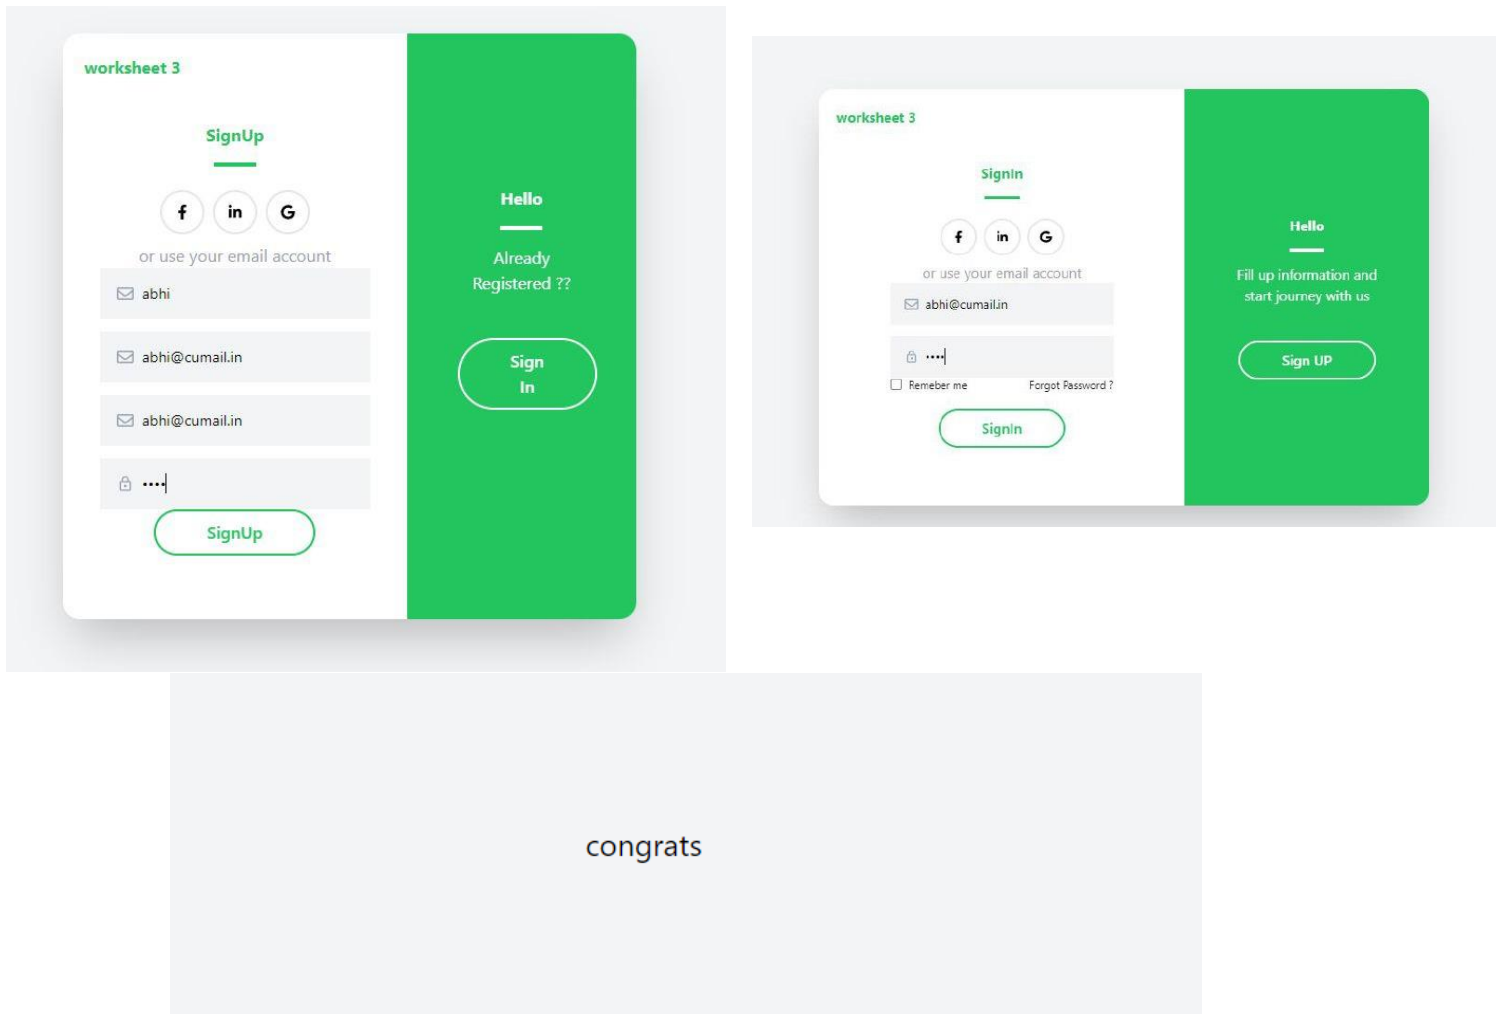 worksheet 3
SignUp
f in G
or use your email account
abhi
abhi@cumail.in
abhi@cumail.in
••••
SignUp
Hello
Already
Registered ??
Sign
In
worksheet 3
SignIn
f in G
or use your email account
abhi@cumail.in
••••
Remeber me Forgot Password ?
SignIn
Hello
Fill up information and
start journey with us
Sign UP
congrats